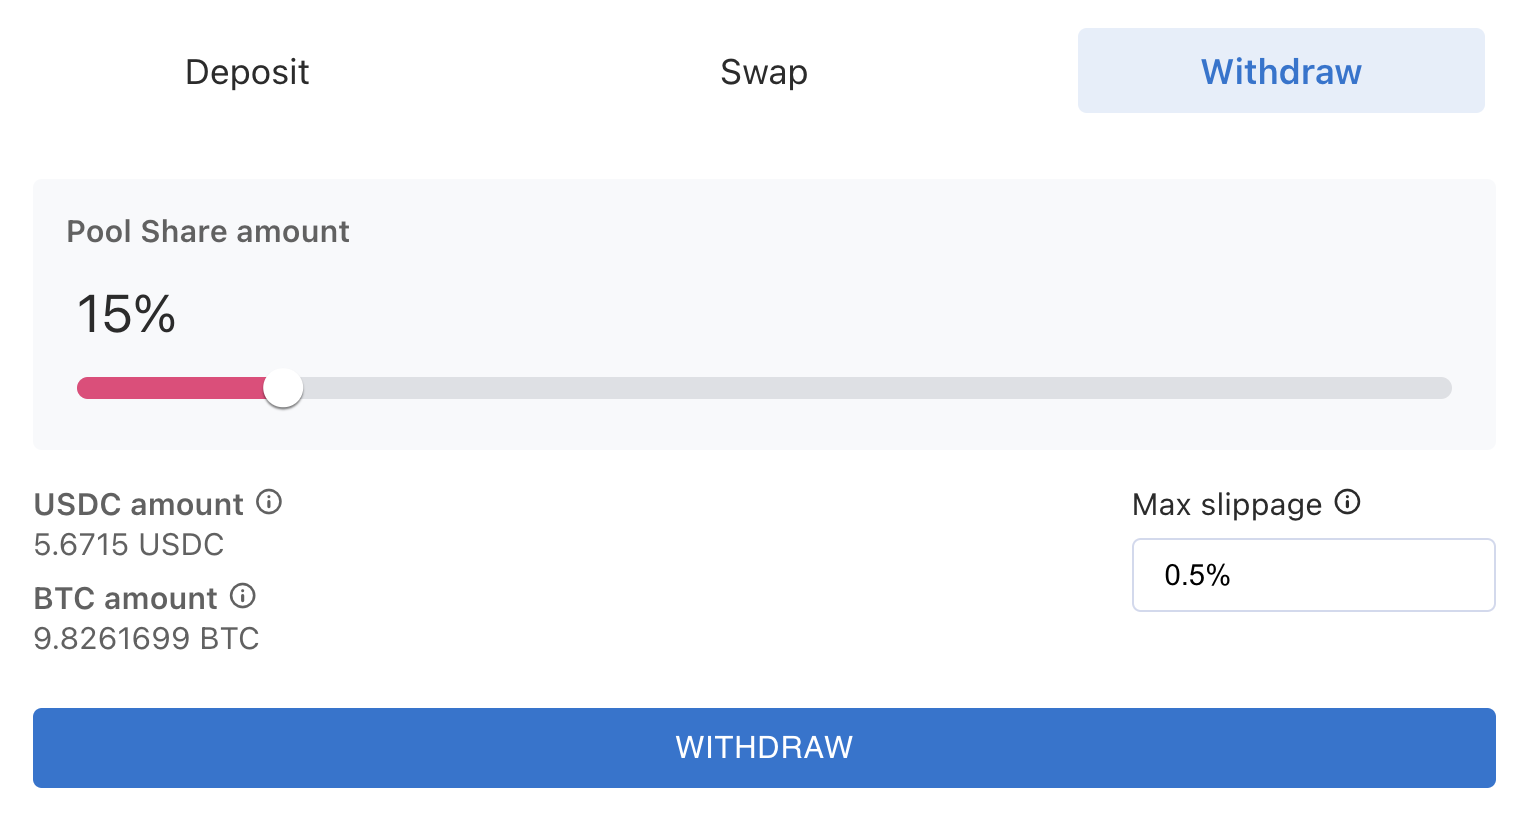 Deposit
Swap
Withdraw
Pool Share amount
15%
USDC amount
5.6715 USDC
BTC amount
9.8261699 BTC
Max slippage
0.5%
WITHDRAW